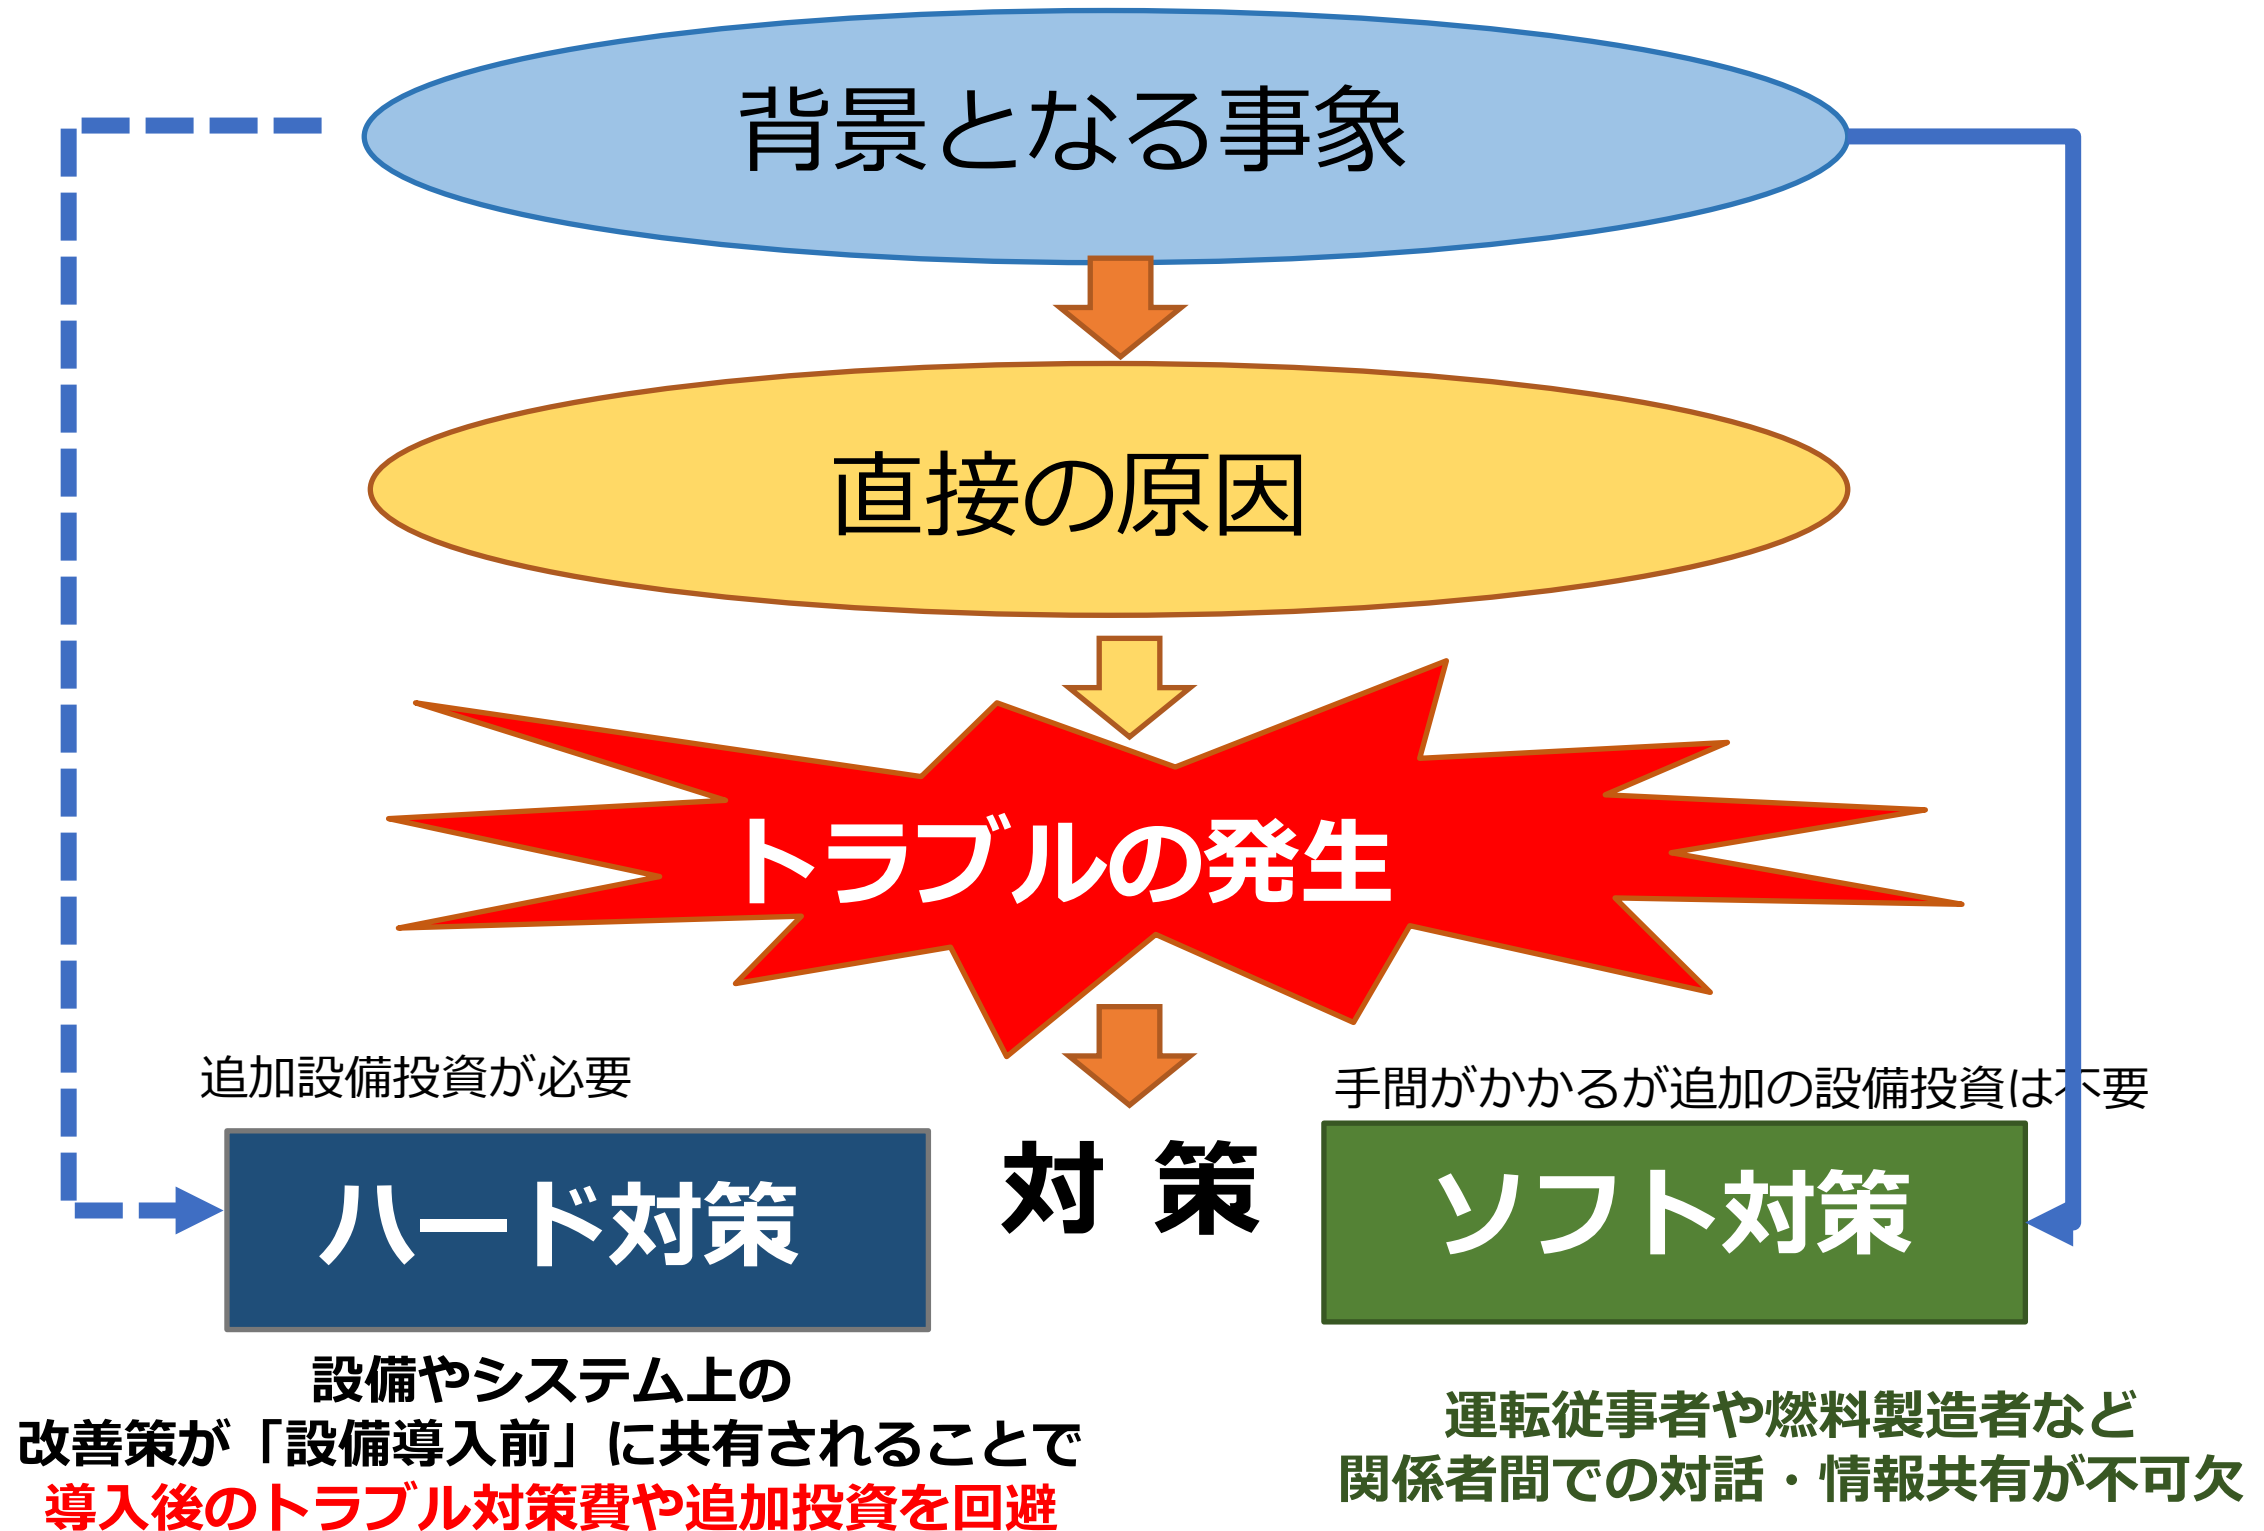 背景となる事象
直接の原因
トラブルの発生
追加設備投資が必要
手間がかかるが追加の設備投資は不要
ハード対策
対 策
ソフト対策
設備やシステム上の
改善策が「設備導入前」に共有されることで
導入後のトラブル対策費や追加投資を回避
運転従事者や燃料製造者など
関係者間での対話・情報共有が不可欠